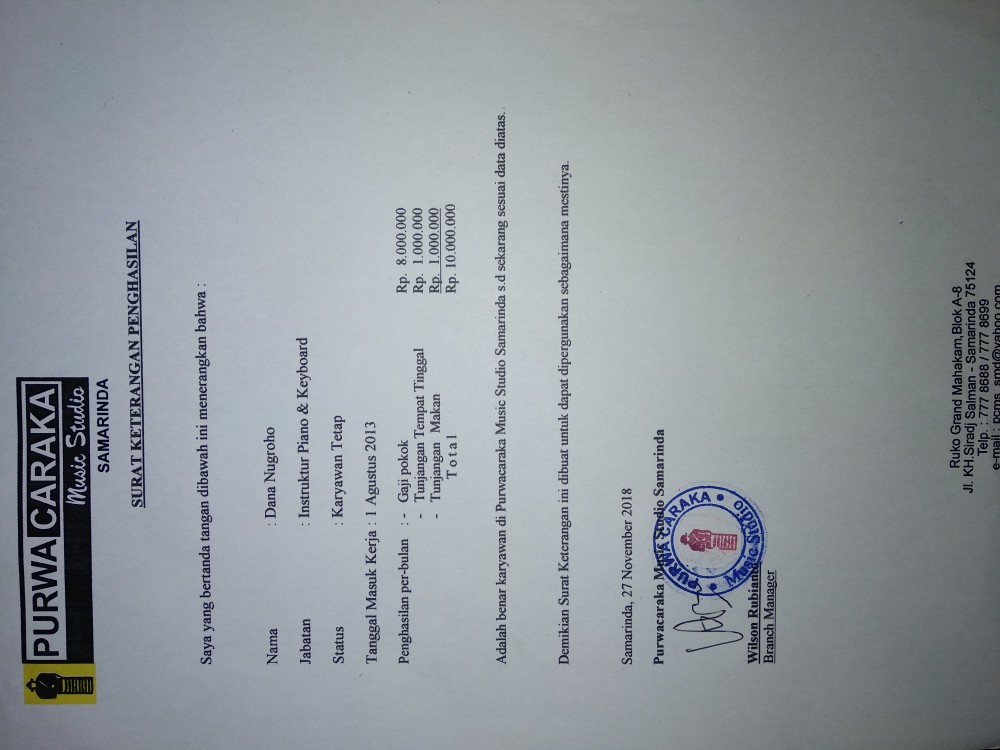 PURWA CARAKA
Music Studio
SAMARINDA
SURAT KETERANGAN PENGHASILAN
Saya yang bertanda tangan dibawah ini menerangkan bahwa :
Nama : Dana Nugroho
Jabatan : Instruktur Piano & Keyboard
Status : Karyawan Tetap
Tanggal Masuk Kerja : 1 Agustus 2013
Penghasilan per-bulan : - Gaji pokok Rp. 8.000.000
- Tunjangan Tempat Tinggal Rp. 1.000.000
- Tunjangan Makan Rp. 1.000.000
T o t a l Rp. 10.000.000
Adalah benar karyawan di Purwacaraka Music Studio Samarinda s.d sekarang sesuai data diatas.
Demikian Surat Keterangan ini dibuat untuk dapat dipergunakan sebagaimana mestinya.
Samarinda, 27 November 2018
Purwacaraka Music Studio Samarinda
PURWA CARAKA
Music Studio
Wilson Rubianto
Branch Manager
Ruko Grand Mahakam,Blok A-8
Jl. KH.Siradj Salman - Samarinda 75124
Telp. : 777 8688 / 777 8699
e-mail : pcms_smd@yahoo.com